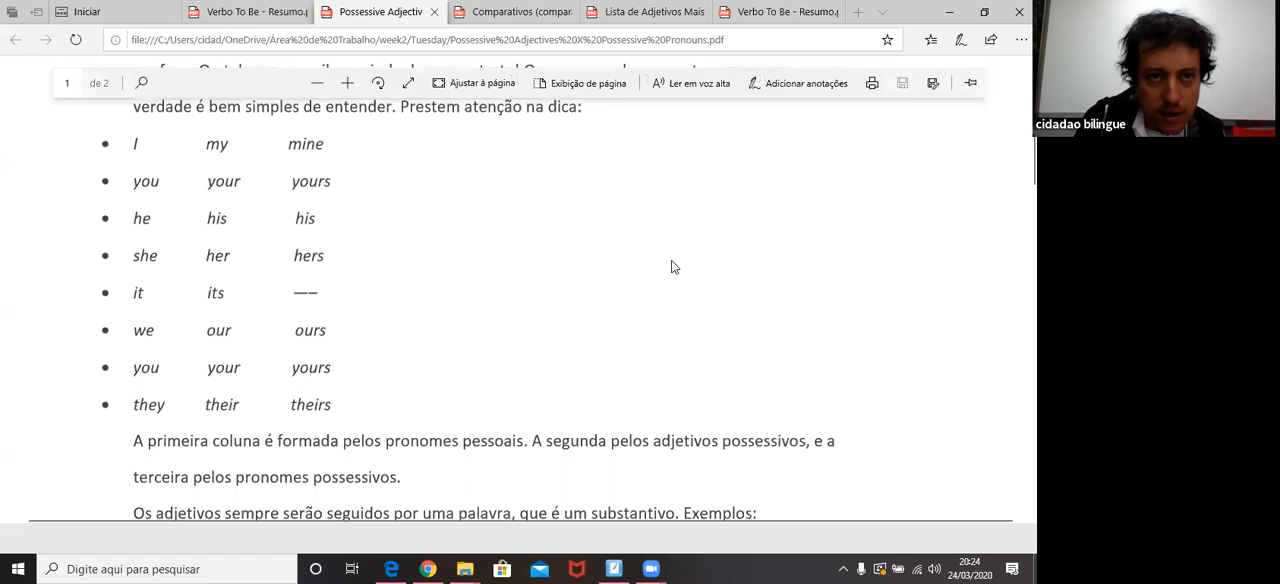 Iniciar
Verbo To Be - Resumo.p
Possessive Adjectiv
Comparativos (compar
Lista de Adjetivos Mais
Verbo To Be - Resumo.p
file:///C:/Users/cidad/OneDrive/Área%20de%20Trabalho/week2/Tuesday/Possessive%20Adjectives%20X%20Possessive%20Pronouns.pdf
1 de 2
Ajustar à página
Exibição de página
Ler em voz alta
Adicionar anotações
cidadao bilingue
verdade é bem simples de entender. Prestem atenção na dica:
• I my mine
• you your yours
• he his his
• she her hers
• it its —–
• we our ours
• you your yours
• they their theirs
A primeira coluna é formada pelos pronomes pessoais. A segunda pelos adjetivos possessivos, e a
terceira pelos pronomes possessivos.
Os adjetivos sempre serão seguidos por uma palavra, que é um substantivo. Exemplos:
Digite aqui para pesquisar
20:24
24/03/2020